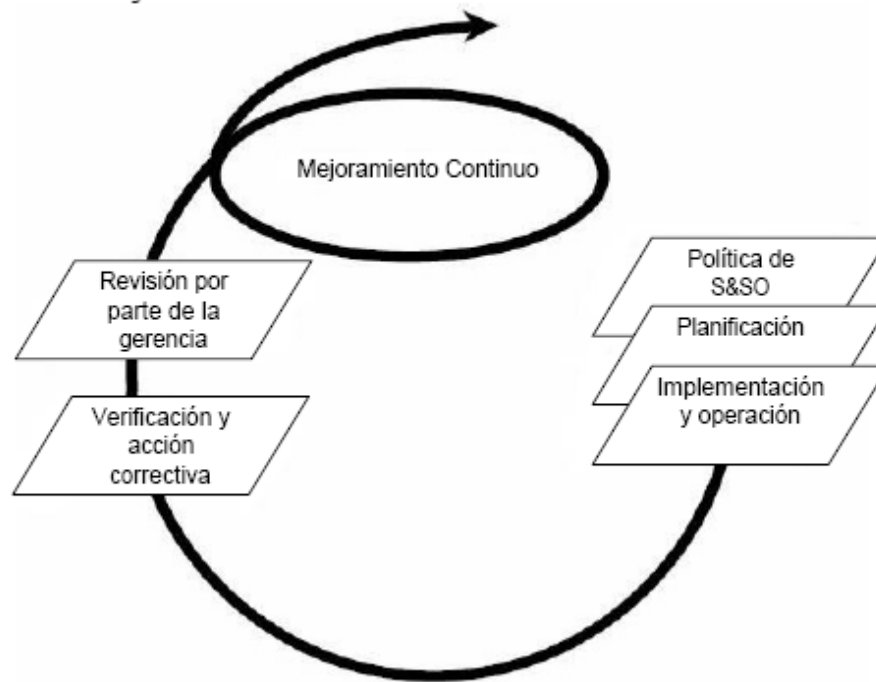 Mejoramiento Continuo
Política de
S&SO
Planificación
Implementación
y operación
Revisión por
parte de la
gerencia
Verificación y
acción
correctiva